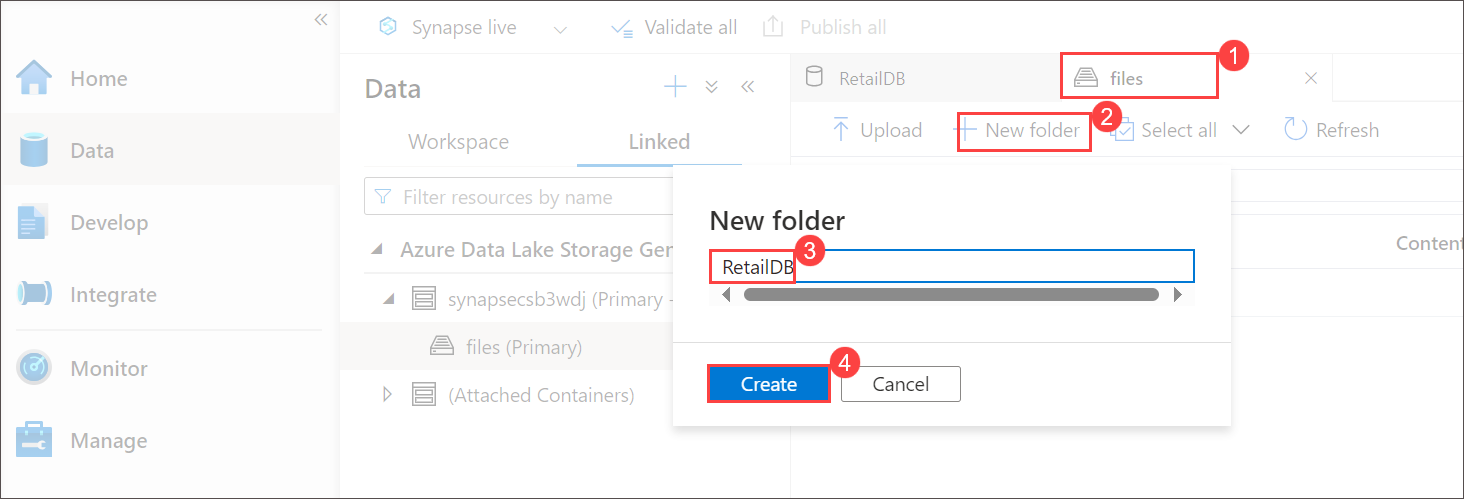 «
Synapse live
Validate all
Publish all
Home
Data
Develop
Integrate
Monitor
Manage
Data
«
Workspace
Linked
Filter resources by name
Azure Data Lake Storage Ger
synapsecsb3wdj (Primary -
files (Primary)
(Attached Containers)
RetailDB
files
1
Upload
New folder
2
Select all
Refresh
Conten
New folder
RetailDB
3
Create
4
Cancel